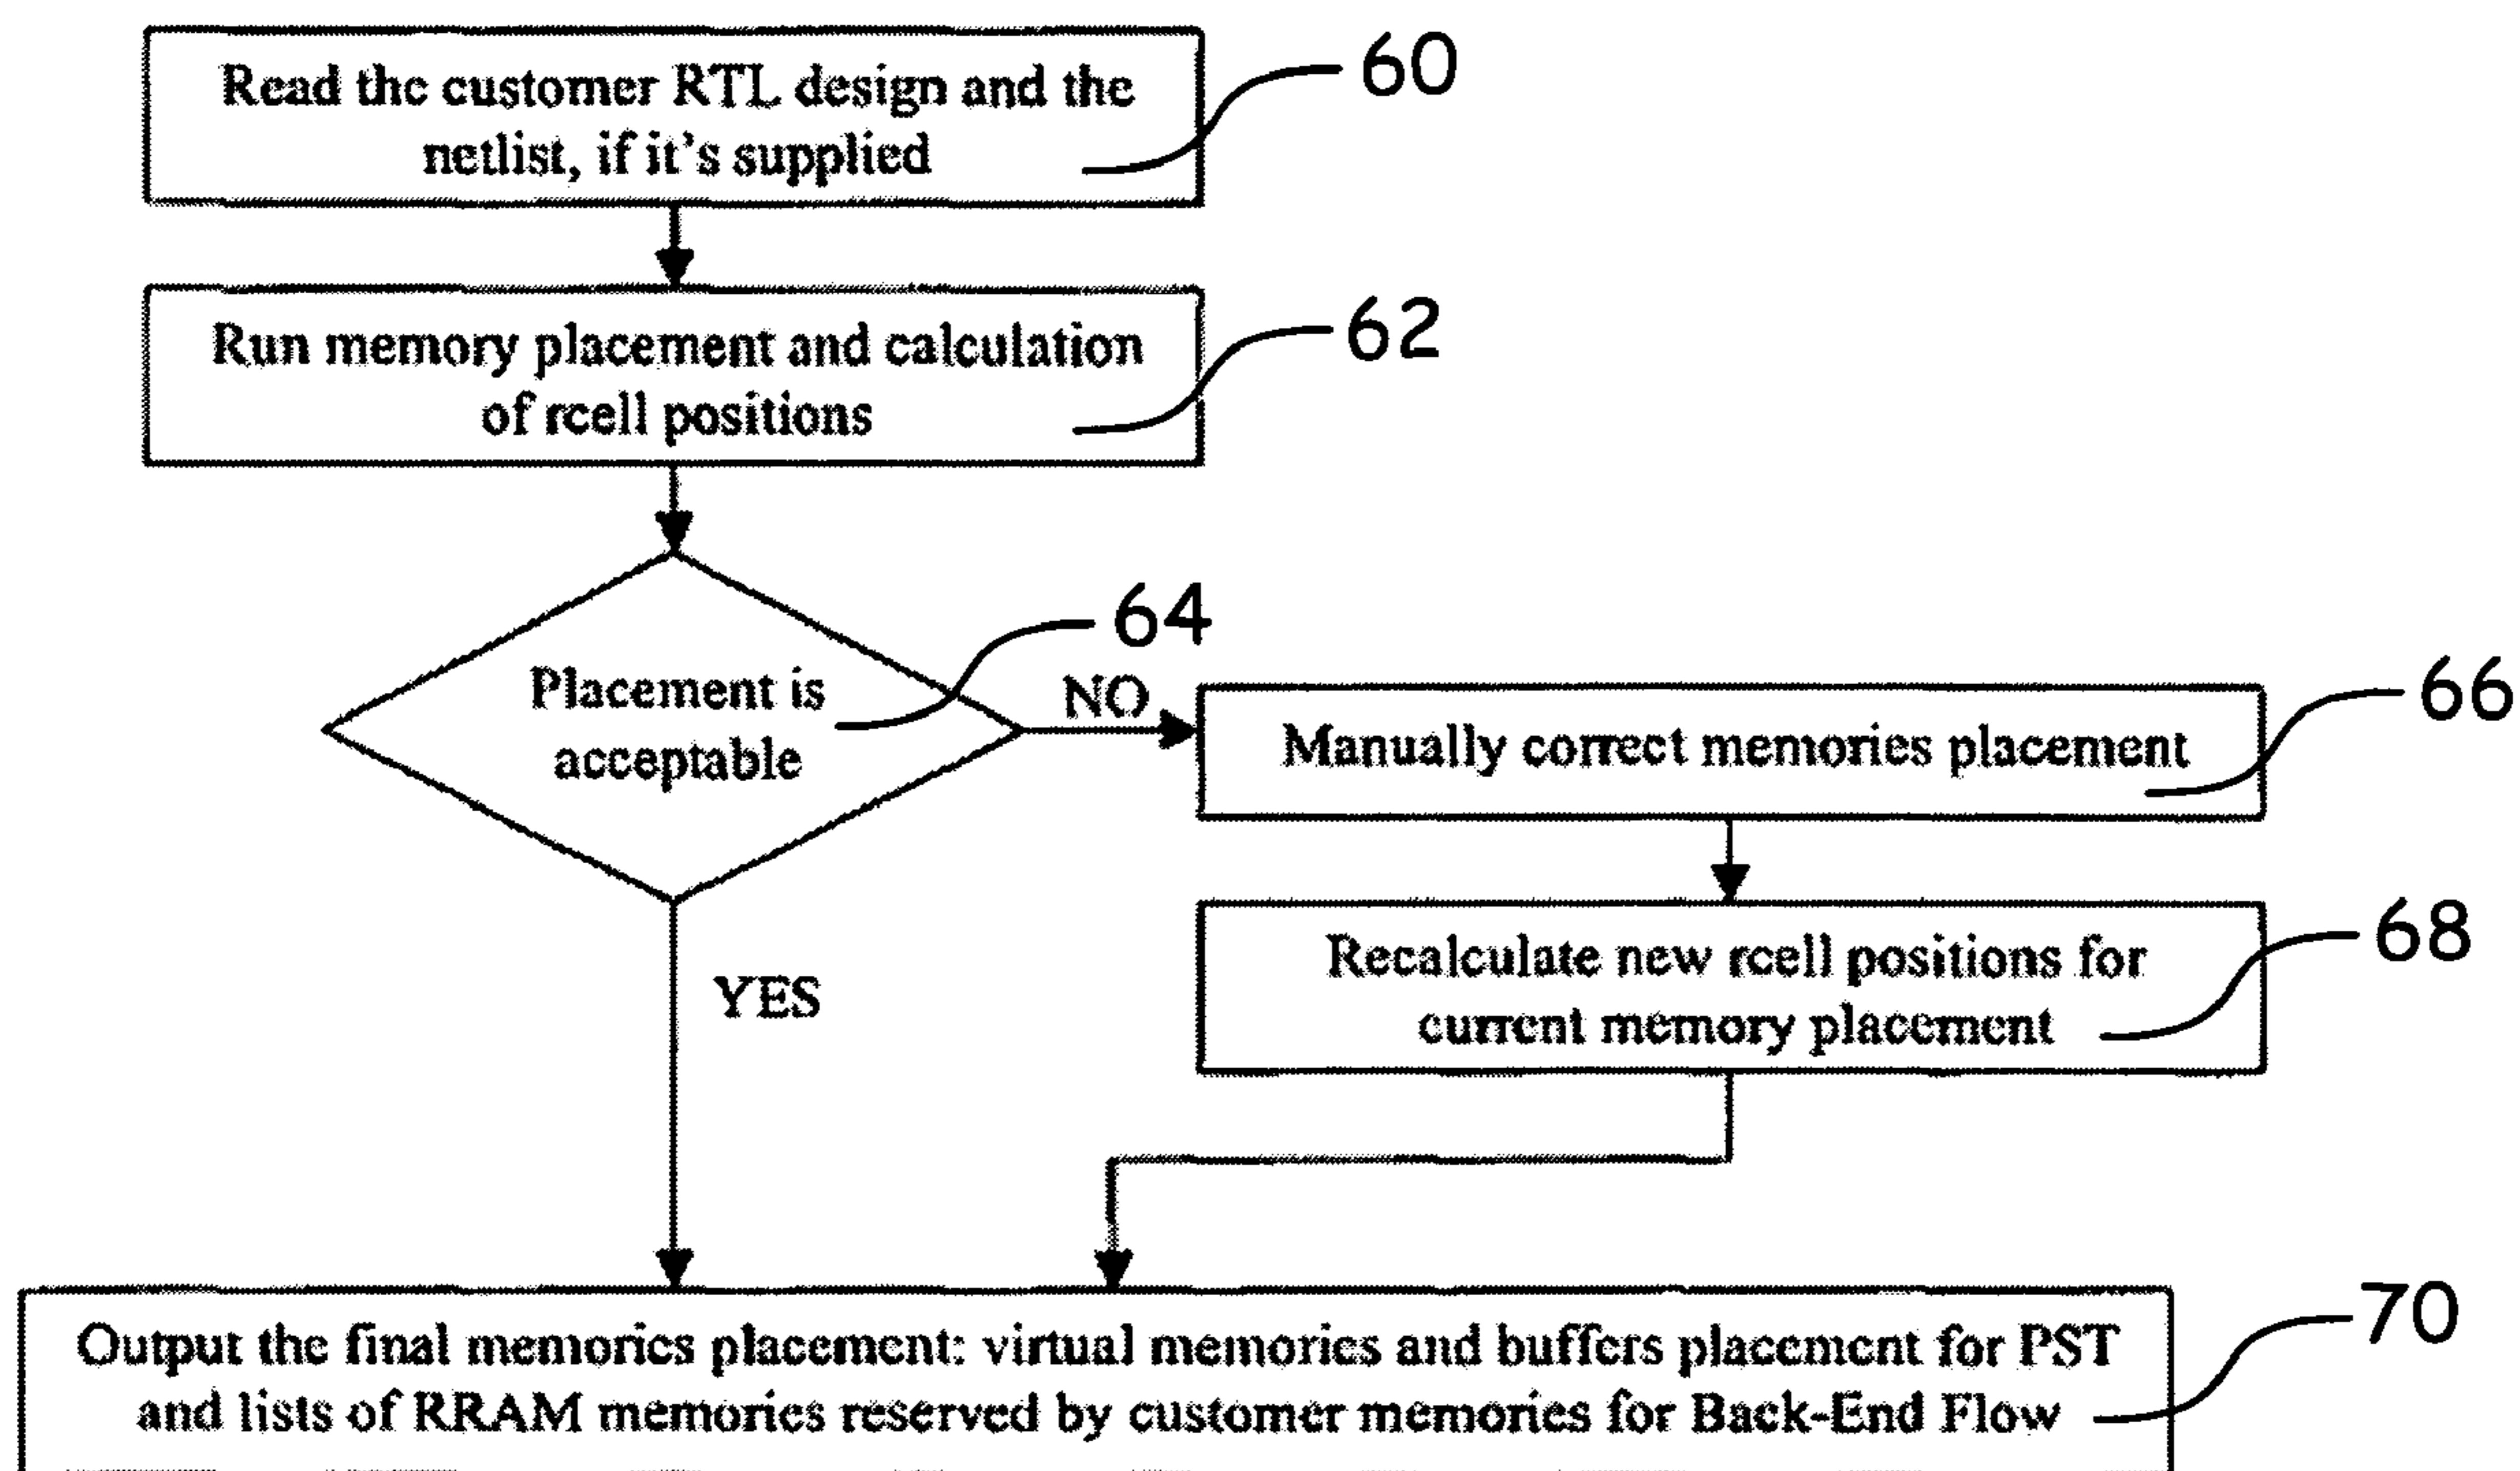 Read the customer RTL design and the
netlist, if it's supplied
60
Run memory placement and calculation
of rcell positions
62
Placement is
acceptable
64
NO
Manually correct memories placement
66
Recalculate new rcell positions for
current memory placement
68
YES
Output the final memories placement: virtual memories and buffers placement for PST
and lists of RRAM memories reserved by customer memories for Back-End Flow
70